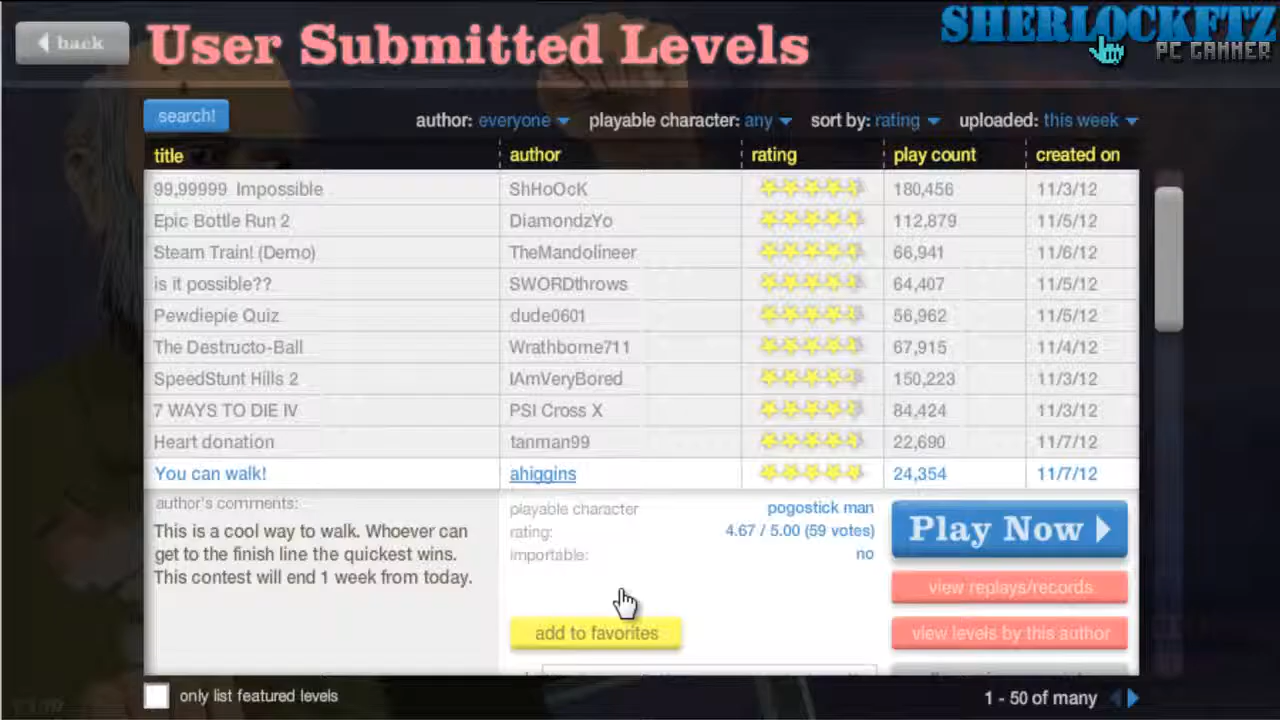 back
User Submitted Levels
SHERLOCKFTZ
PC GAMMER
search!
author: everyone playable character: any sort by: rating uploaded: this week
title author rating play count created on
99,99999 Impossible ShHoOcK 180,456 11/3/12
Epic Bottle Run 2 DiamondzYo 112,879 11/5/12
Steam Train! (Demo) TheMandolineer 66,941 11/6/12
is it possible?? SWORDthrows 64,407 11/5/12
Pewdiepie Quiz dude0601 56,962 11/5/12
The Destructo-Ball Wrathborne711 67,915 11/4/12
SpeedStunt Hills 2 IAmVeryBored 150,223 11/3/12
7 WAYS TO DIE IV PSI Cross X 84,424 11/3/12
Heart donation tanman99 22,690 11/7/12
You can walk! ahiggins 24,354 11/7/12
author's comments:
This is a cool way to walk. Whoever can
get to the finish line the quickest wins.
This contest will end 1 week from today.
playable character pogostick man
rating: 4.67 / 5.00 (59 votes)
importable: no
add to favorites
Play Now
view replays/records
view levels by this author
only list featured levels
1 - 50 of many